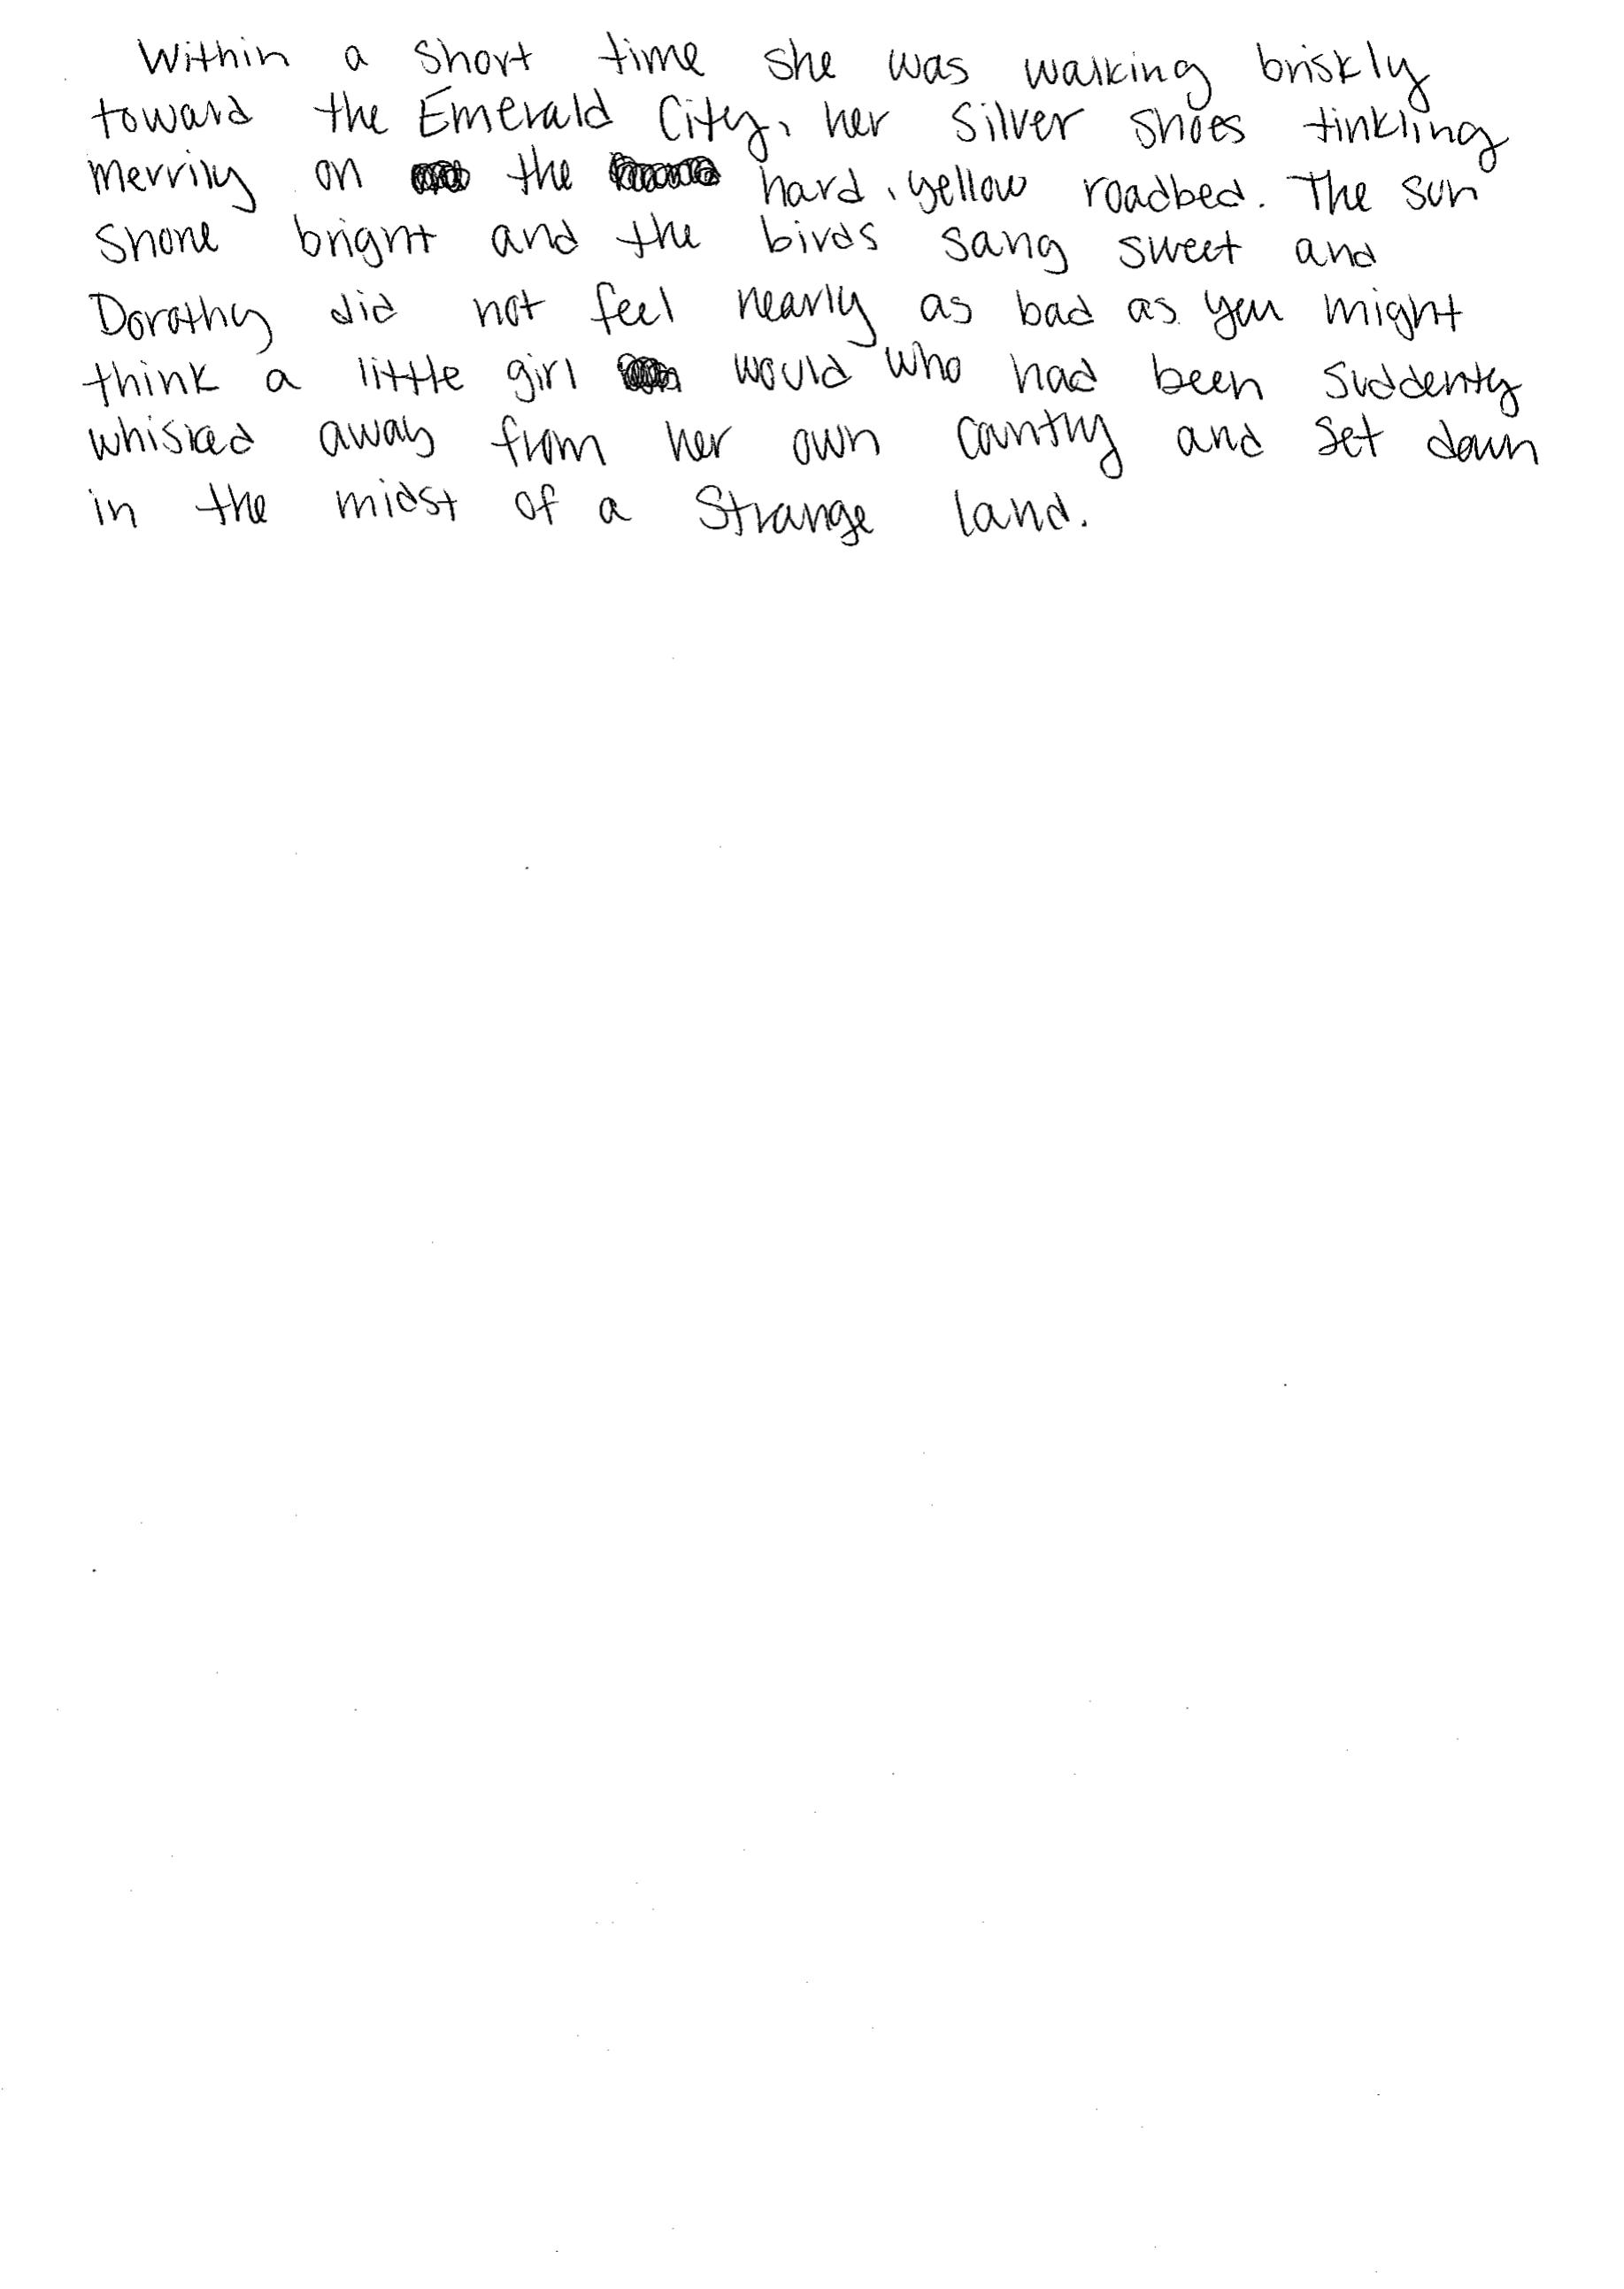 Within a short time she was walking briskly
toward the Emerald City, her Silver Shoes tinkling
merrily on the hard, yellow roadbed. The sun
shone bright and the birds sang sweet and
Dorothy did not feel nearly as bad as you might
think a little girl would who had been suddenly
whisked away from her own country and set down
in the midst of a strange land.